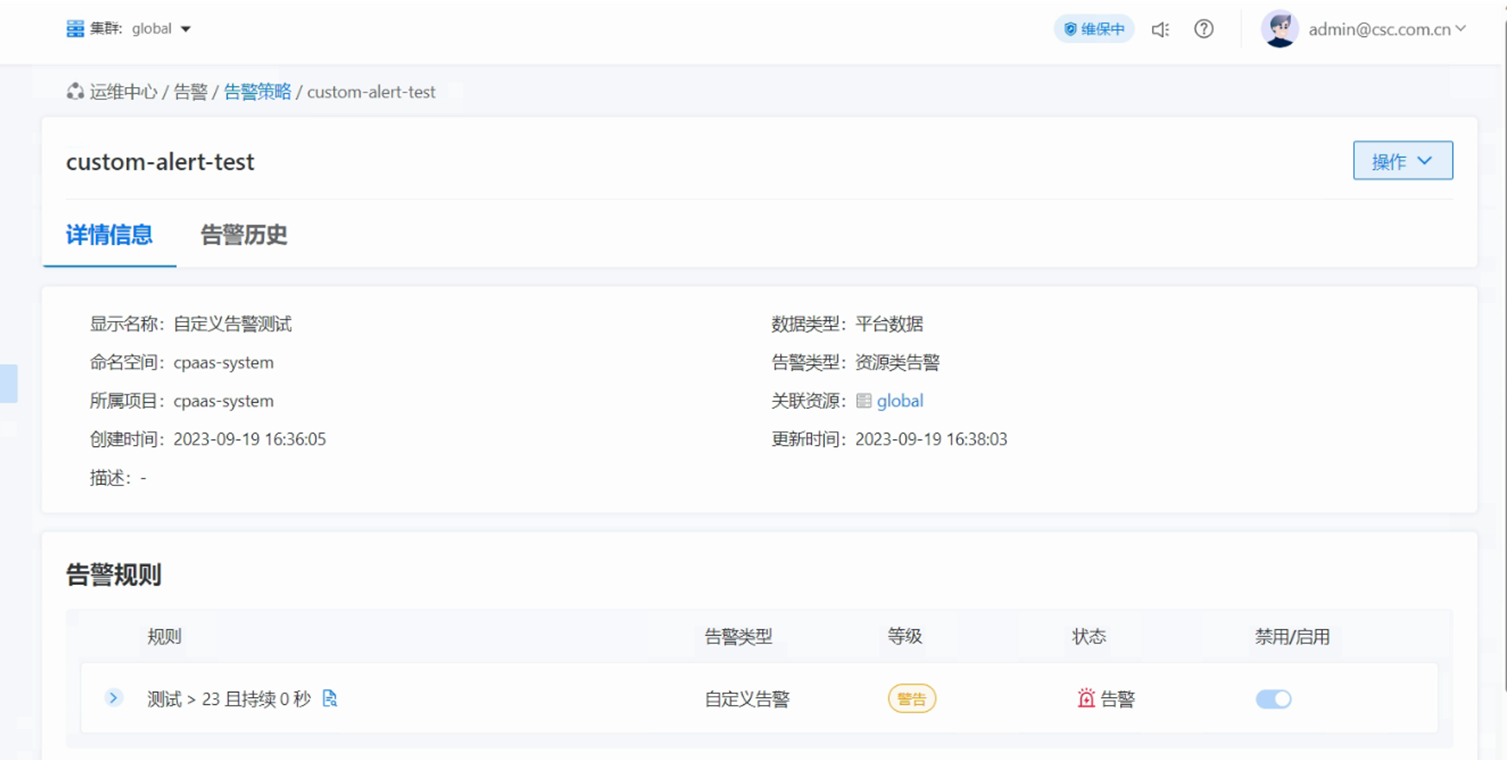 集群: global
维保中
admin@csc.com.cn
运维中心 / 告警 / 告警策略 / custom-alert-test
custom-alert-test
操作
详情信息 告警历史
显示名称: 自定义告警测试 数据类型: 平台数据
命名空间: cpaas-system 告警类型: 资源类告警
所属项目: cpaas-system 关联资源: global
创建时间: 2023-09-19 16:36:05 更新时间: 2023-09-19 16:38:03
描述: -
告警规则
规则 告警类型 等级 状态 禁用/启用
测试 > 23 且持续 0 秒 自定义告警 警告 告警